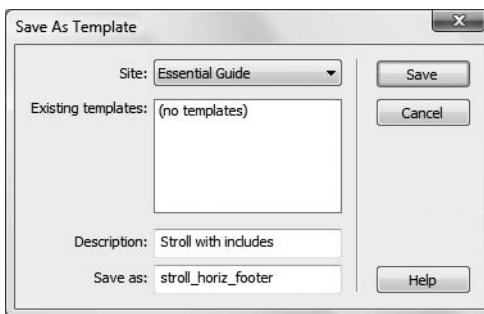 Save As Template
X
Site: Essential Guide
Save
Existing templates: (no templates)
Cancel
Description: Stroll with includes
Save as: stroll_horiz_footer
Help